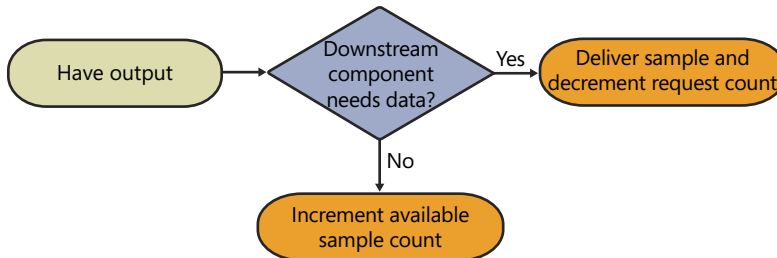 Have output
Downstream
component
needs data?
Yes
Deliver sample and
decrement request count
No
Increment available
sample count